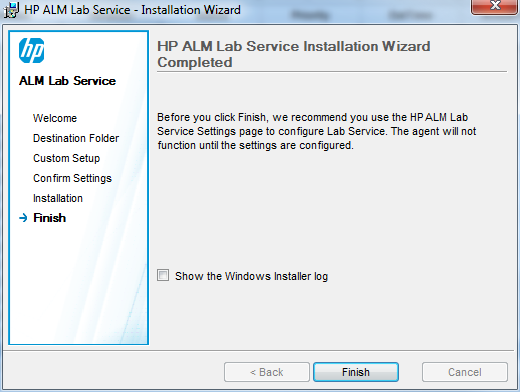 HP ALM Lab Service - Installation Wizard
hp
HP ALM Lab Service Installation Wizard
Completed
ALM Lab Service
Welcome
Destination Folder
Custom Setup
Confirm Settings
Installation
Finish
Before you click Finish, we recommend you use the HP ALM Lab
Service Settings page to configure Lab Service. The agent will not
function until the settings are configured.
Show the Windows Installer log
< Back
Finish
Cancel